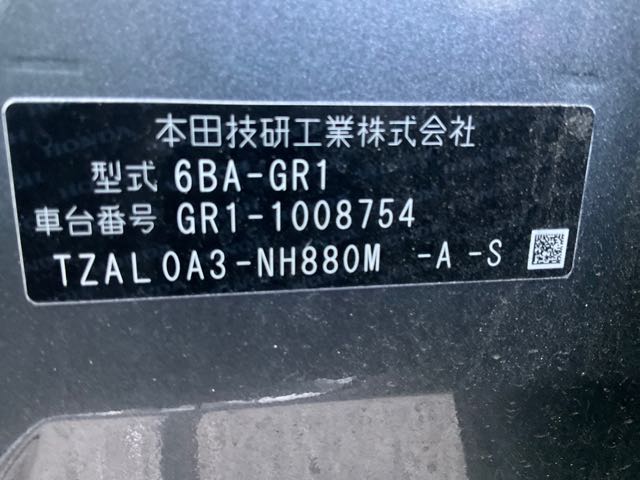 本田技研工業株式会社
型式 6BA-GR1
車台番号 GR1-1008754
TZAL0A3-NH880M -A -S